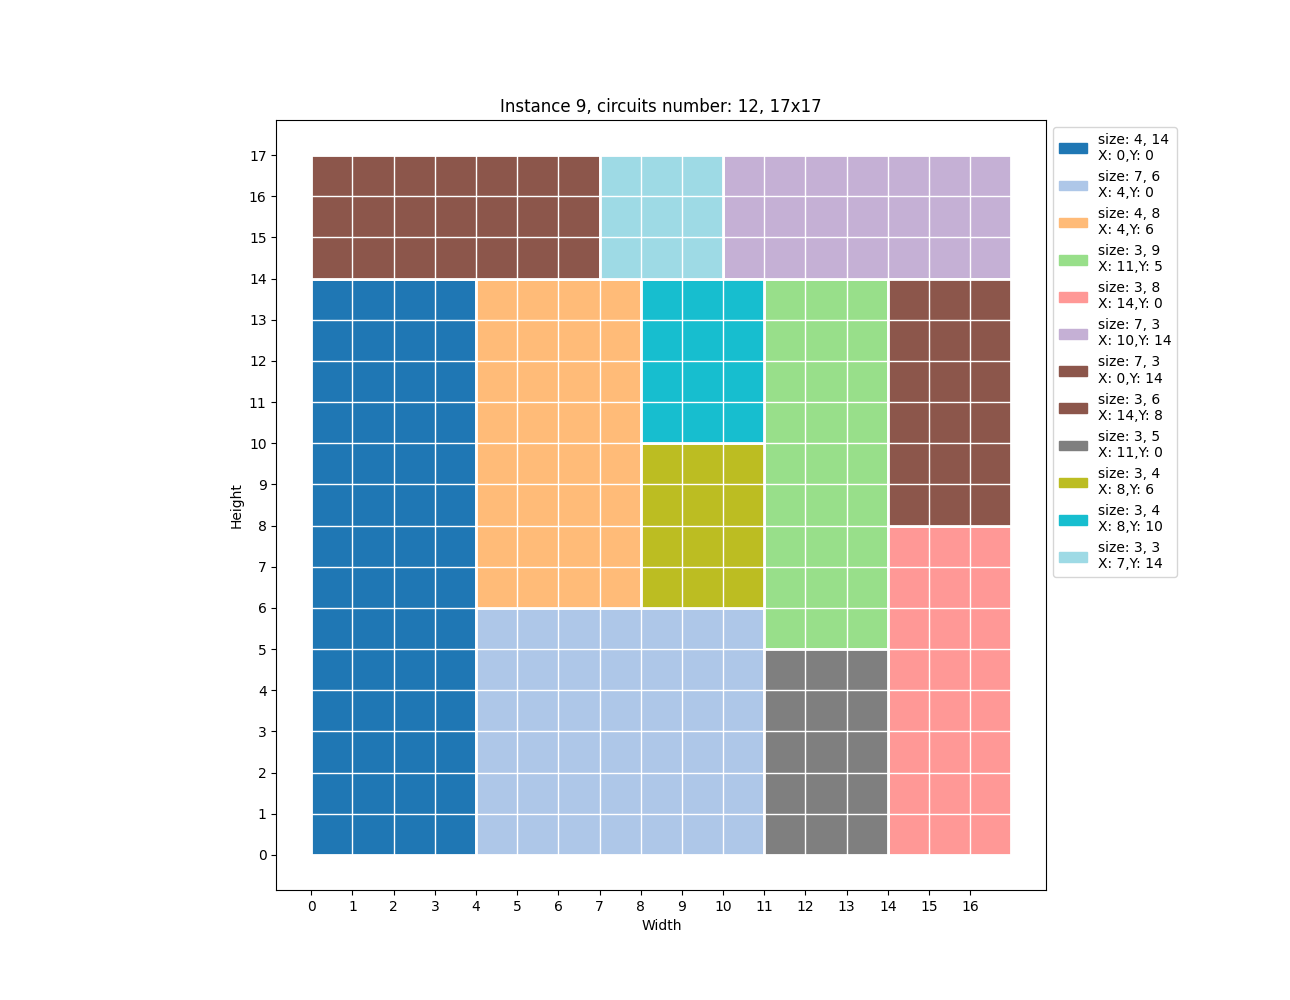 Instance 9, circuits number: 12, 17x17
17
16
15
14
13
12
11
10
9
8
7
6
5
4
3
2
1
0
Height
0 1 2 3 4 5 6 7 8 9 10 11 12 13 14 15 16
Width
size: 4, 14
X: 0,Y: 0
size: 7, 6
X: 4,Y: 0
size: 4, 8
X: 4,Y: 6
size: 3, 9
X: 11,Y: 5
size: 3, 8
X: 14,Y: 0
size: 7, 3
X: 10,Y: 14
size: 7, 3
X: 0,Y: 14
size: 3, 6
X: 14,Y: 8
size: 3, 5
X: 11,Y: 0
size: 3, 4
X: 8,Y: 6
size: 3, 4
X: 8,Y: 10
size: 3, 3
X: 7,Y: 14